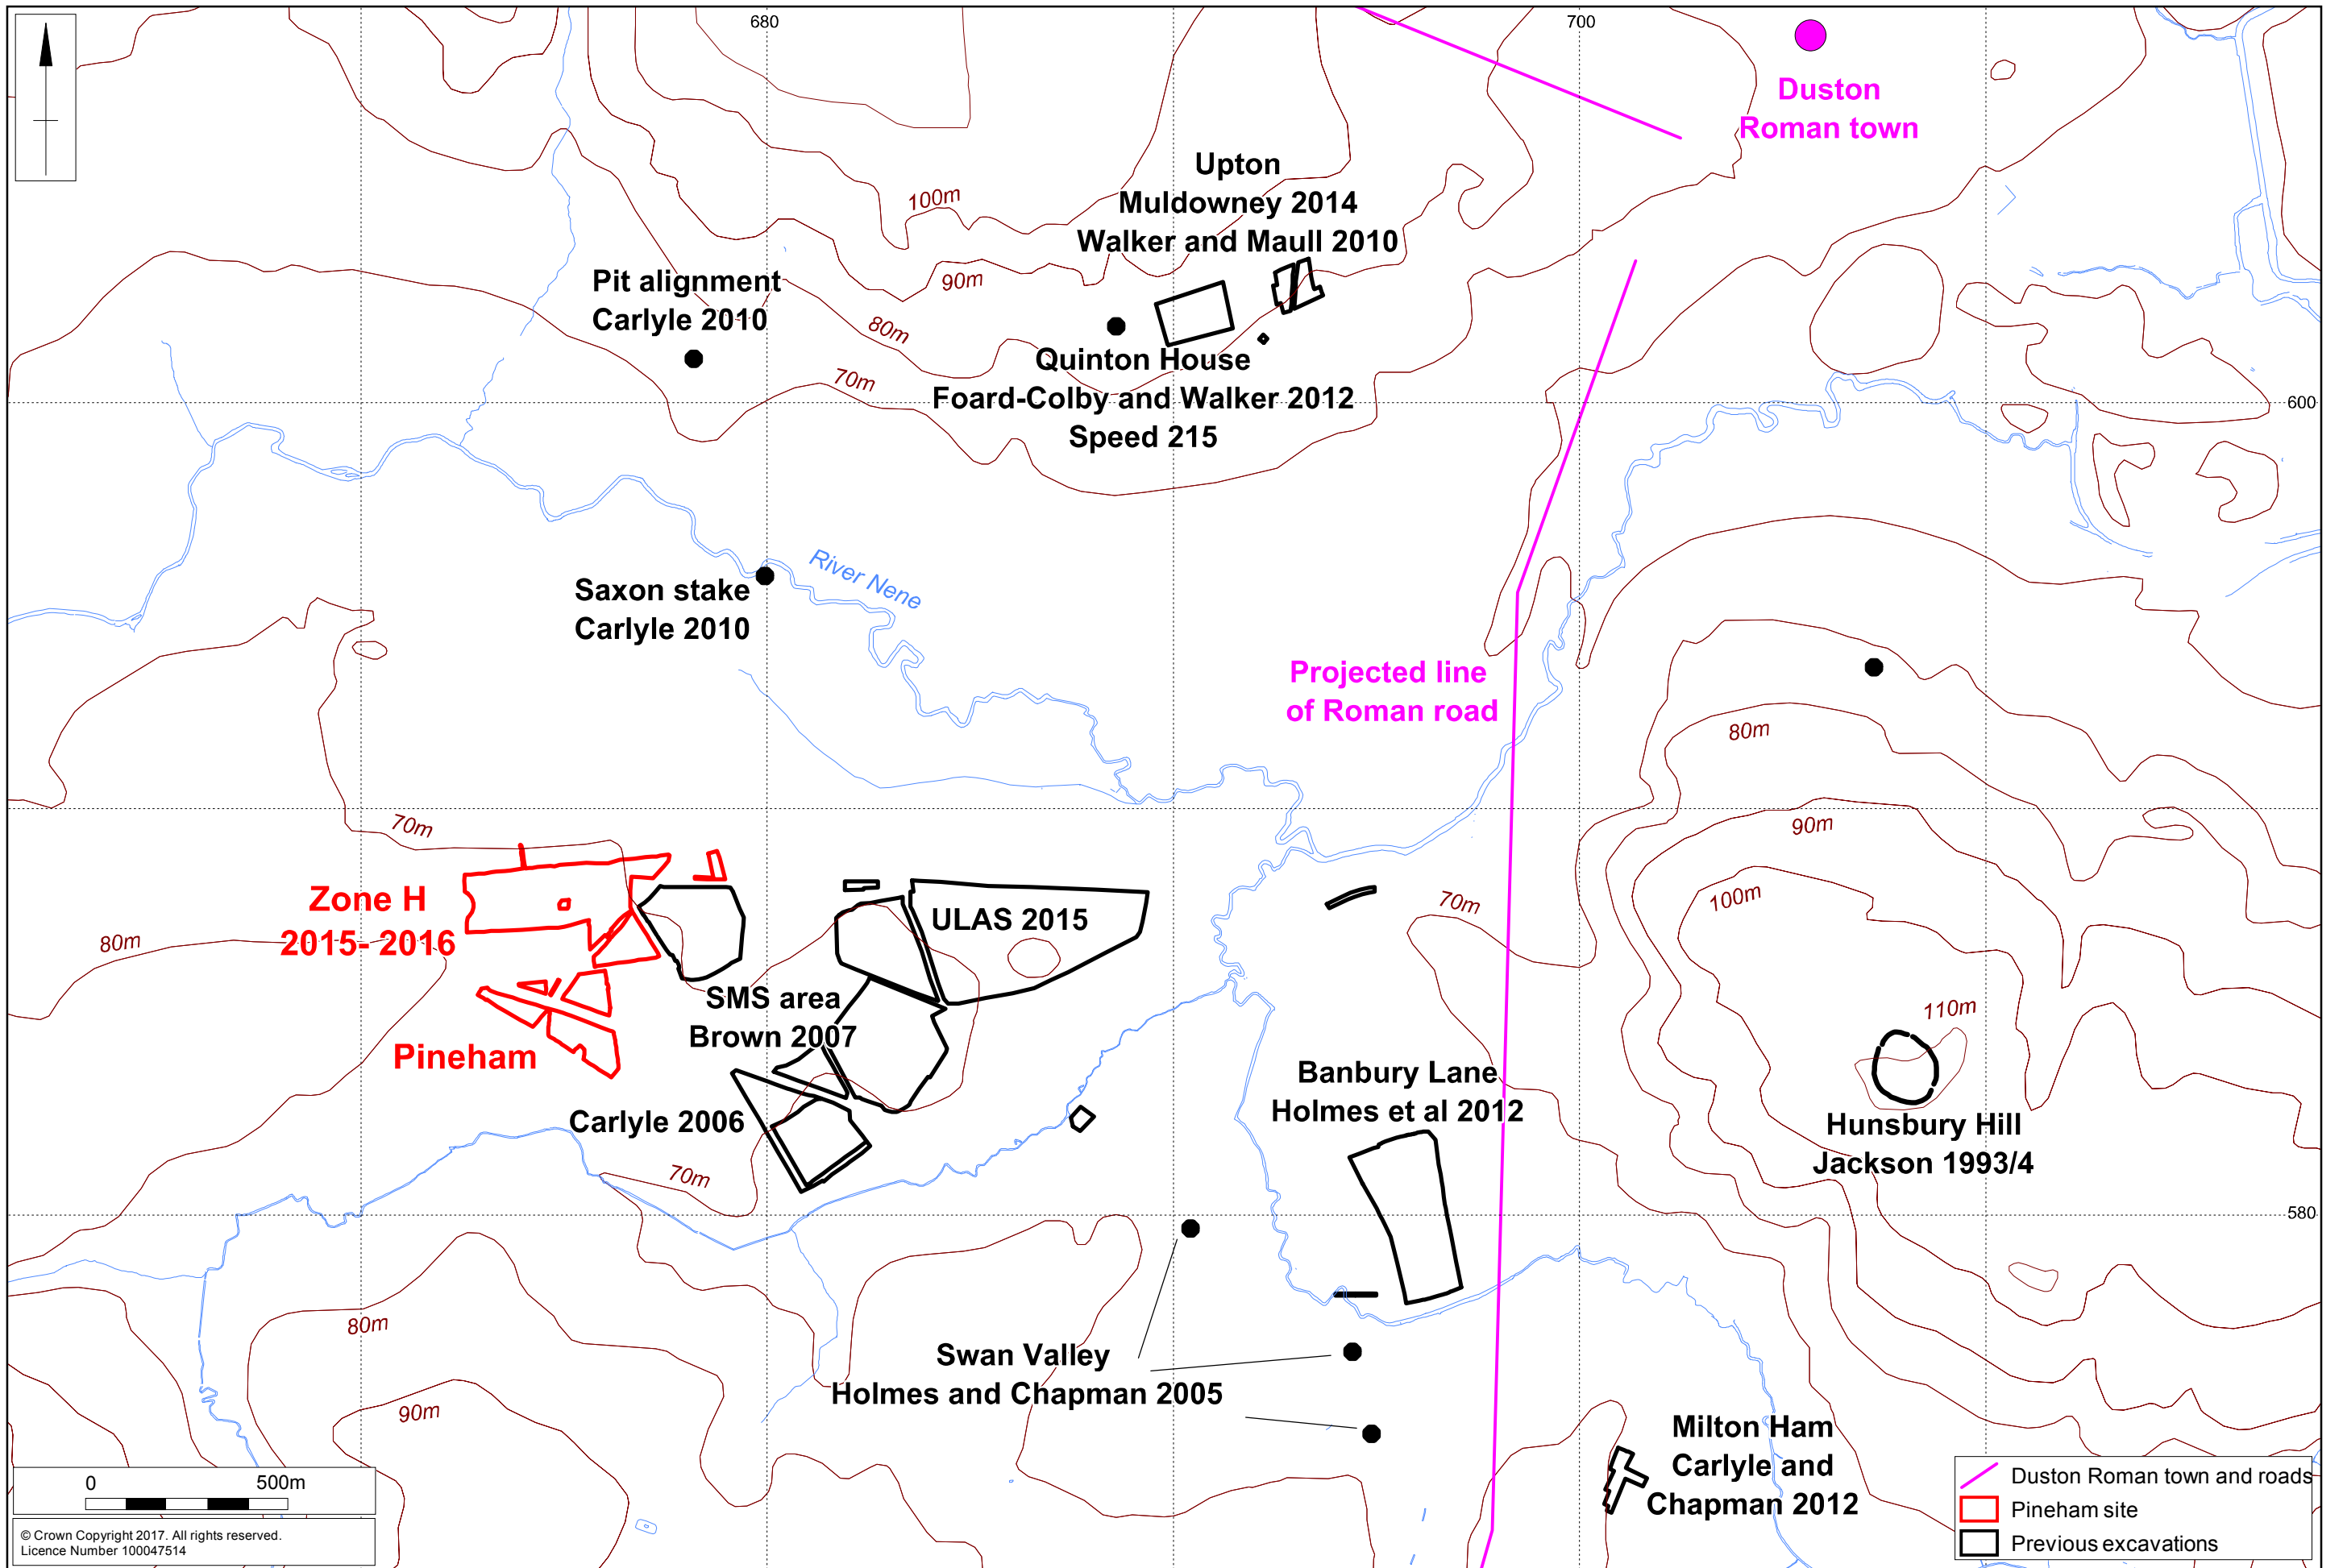 680
700
Duston
Roman town
Upton
Muldowney 2014
Walker and Maull 2010
100m
90m
Pit alignment
Carlyle 2010
80m
70m
Quinton House
Foard-Colby and Walker 2012
Speed 215
600
River Nene
Saxon stake
Carlyle 2010
Projected line
of Roman road
80m
70m
90m
Zone H
2015- 2016
80m
ULAS 2015
70m
100m
SMS area
Brown 2007
110m
Pineham
Banbury Lane
Holmes et al 2012
Carlyle 2006
Hunsbury Hill
Jackson 1993/4
70m
580
80m
Swan Valley
Holmes and Chapman 2005
90m
Milton Ham
Carlyle and
Chapman 2012
0 500m
© Crown Copyright 2017. All rights reserved.
Licence Number 100047514
Duston Roman town and roads
Pineham site
Previous excavations